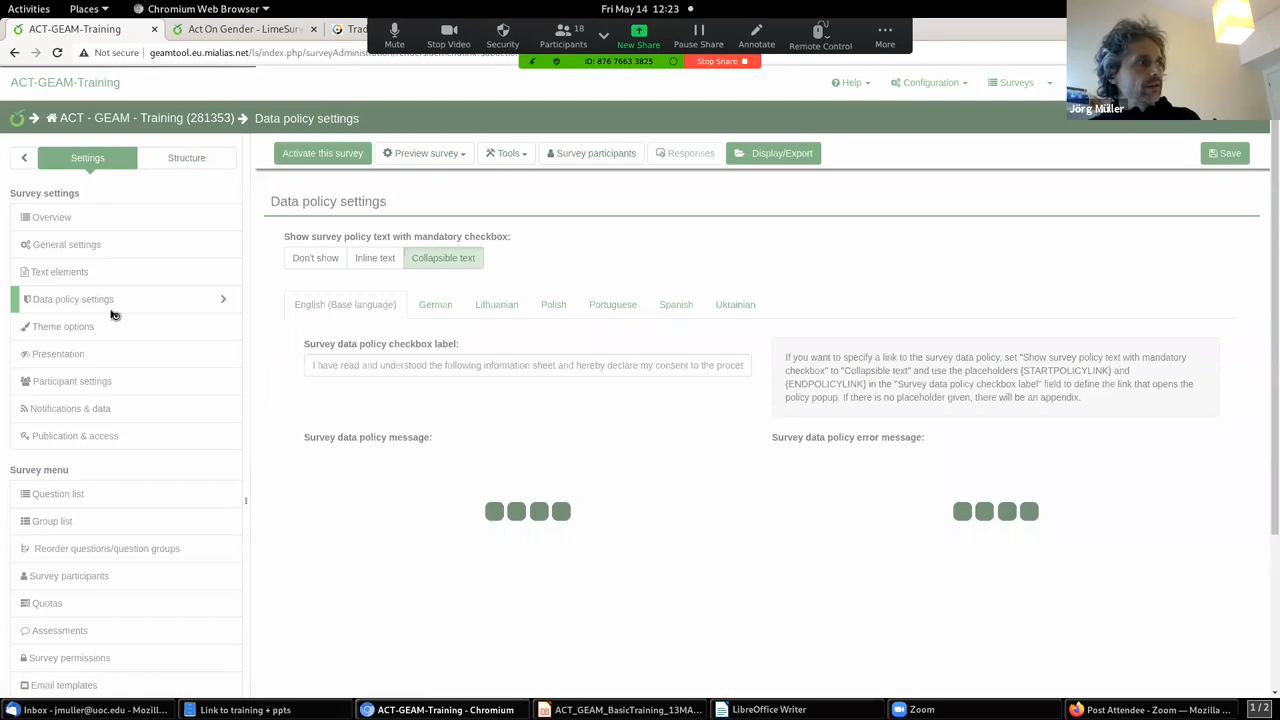 Activities Places Chromium Web Browser Fri May 14 12:23
ACT-GEAM-Training × Act On Gender - LimeSurv × Trac
Mute Stop Video Security Participants 18 New Share Pause Share Annotate Remote Control More
Not secure geamtool.eu.mialias.net/ls/index.php/surveyAdministration
ID: 876 7663 3825 Stop Share
ACT-GEAM-Training Help Configuration Surveys
Jörg Müller
ACT - GEAM - Training (281353) Data policy settings
Settings Structure
Activate this survey Preview survey Tools Survey participants Responses Display/Export Save
Survey settings
Overview
General settings
Text elements
Data policy settings
Theme options
Presentation
Participant settings
Notifications & data
Publication & access
Survey menu
Question list
Group list
Reorder questions/question groups
Survey participants
Quotas
Assessments
Survey permissions
Email templates
Data policy settings
Show survey policy text with mandatory checkbox:
Don't show Inline text Collapsible text
English (Base language) German Lithuanian Polish Portuguese Spanish Ukrainian
Survey data policy checkbox label:
I have read and understood the following information sheet and hereby declare my consent to the proces
If you want to specify a link to the survey data policy, set "Show survey policy text with mandatory
checkbox" to "Collapsible text" and use the placeholders {STARTPOLICYLINK} and
{ENDPOLICYLINK} in the "Survey data policy checkbox label" field to define the link that opens the
policy popup. If there is no placeholder given, there will be an appendix.
Survey data policy message:
Survey data policy error message:
Inbox - jmuller@uoc.edu - Mozill... Link to training + ppts ACT-GEAM-Training - Chromium ACT_GEAM_BasicTraining_13MA... LibreOffice Writer Zoom Post Attendee - Zoom — Mozilla ... 1 / 2